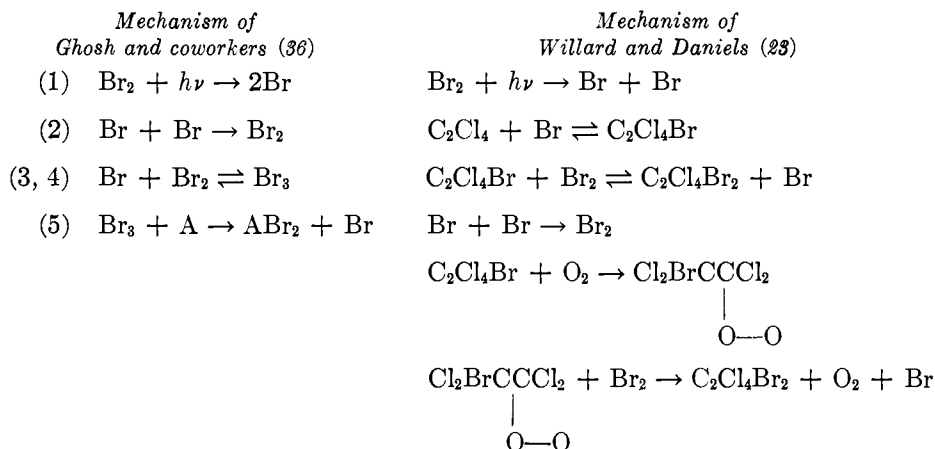 Mechanism of Ghosh and coworkers (36)
Mechanism of Willard and Daniels (23)
(1) Br₂ + hν → 2Br
Br₂ + hν → Br + Br
(2) Br + Br → Br₂
C₂Cl₄ + Br ⇌ C₂Cl₄Br
(3, 4) Br + Br₂ ⇌ Br₃
C₂Cl₄Br + Br₂ ⇌ C₂Cl₄Br₂ + Br
(5) Br₃ + A → ABr₂ + Br
Br + Br → Br₂
C₂Cl₄Br + O₂ → Cl₂BrCCCl₂
O—O
Cl₂BrCCCl₂ + Br₂ → C₂Cl₄Br₂ + O₂ + Br
O—O